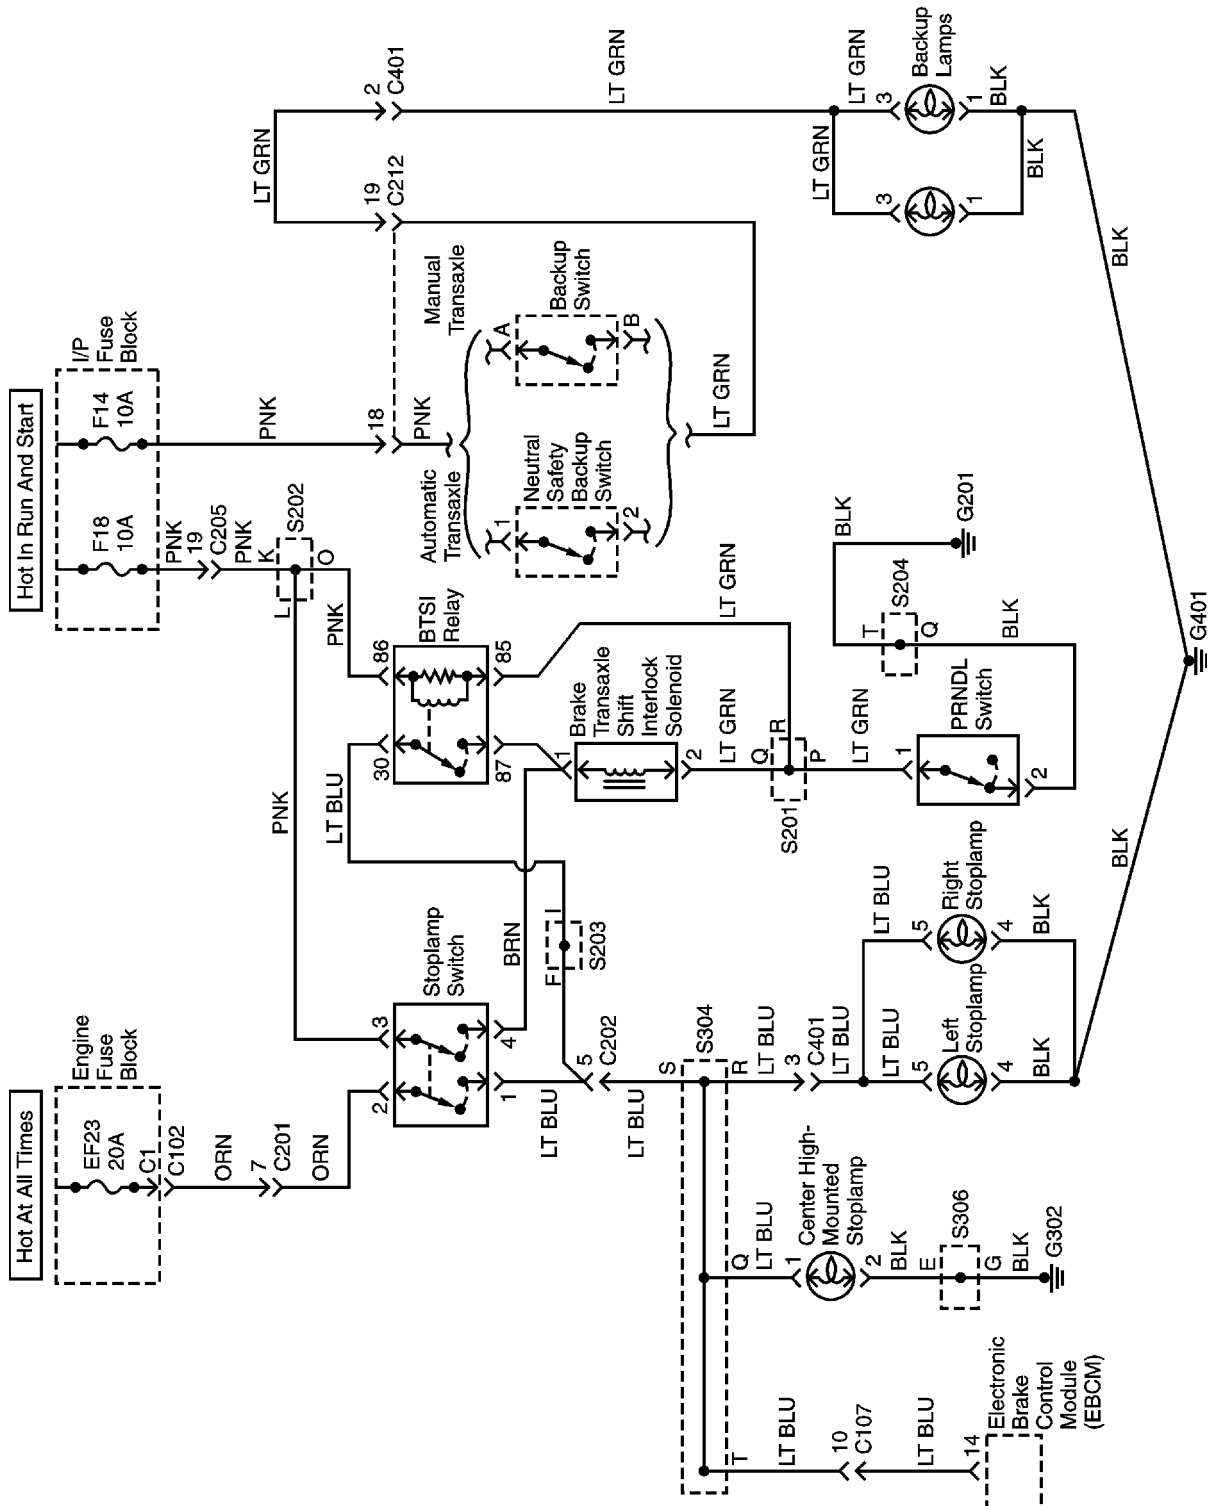 Hot At All Times
Hot In Run And Start
Engine
Fuse
Block
EF23
20A
C1
C102
ORN
7
C201
ORN
2
3
Stoplamp
Switch
1
4
I/P
Fuse
Block
F18
10A
F14
10A
PNK
19
C205
PNK
K
S202
L
O
PNK
PNK
PNK
18
PNK
LT GRN
19
C212
2
C401
LT GRN
LT BLU
30
86
BTSI
Relay
87
85
Automatic
Transaxle
Manual
Transaxle
1
Neutral
Safety
Backup
Switch
2
A
Backup
Switch
B
LT GRN
BRN
LT BLU
F
I
S203
5
C202
LT BLU
1
Brake
Transaxle
Shift
Interlock
Solenoid
2
LT GRN
LT GRN
Q
R
S201
P
LT GRN
1
PRNDL
Switch
2
BLK
T
S204
Q
BLK
G201
S
S304
T
Q
R
LT BLU
10
C107
LT BLU
14
Electronic
Brake
Control
Module
(EBCM)
LT BLU
1
Center High-
Mounted
Stoplamp
2
BLK
E
S306
G
BLK
G302
LT BLU
3
C401
LT BLU
LT BLU
LT BLU
5
Left
Stoplamp
4
BLK
5
Right
Stoplamp
4
BLK
BLK
LT GRN
LT GRN
3
3
Backup
Lamps
1
1
BLK
BLK
BLK
G401